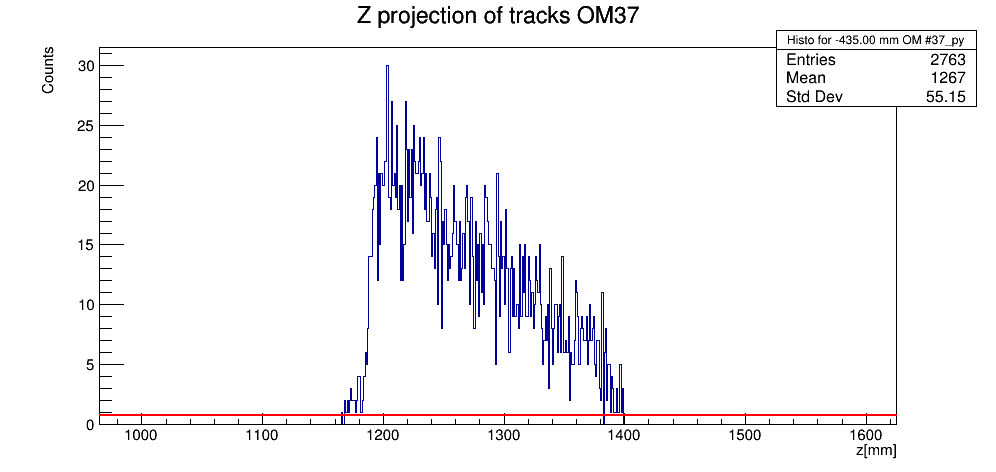 Z projection of tracks OM37
Histo for -435.00 mm OM #37_py
Entries 2763
Mean 1267
Std Dev 55.15
Counts
30
25
20
15
10
5
0
1000 1100 1200 1300 1400 1500 1600
z[mm]